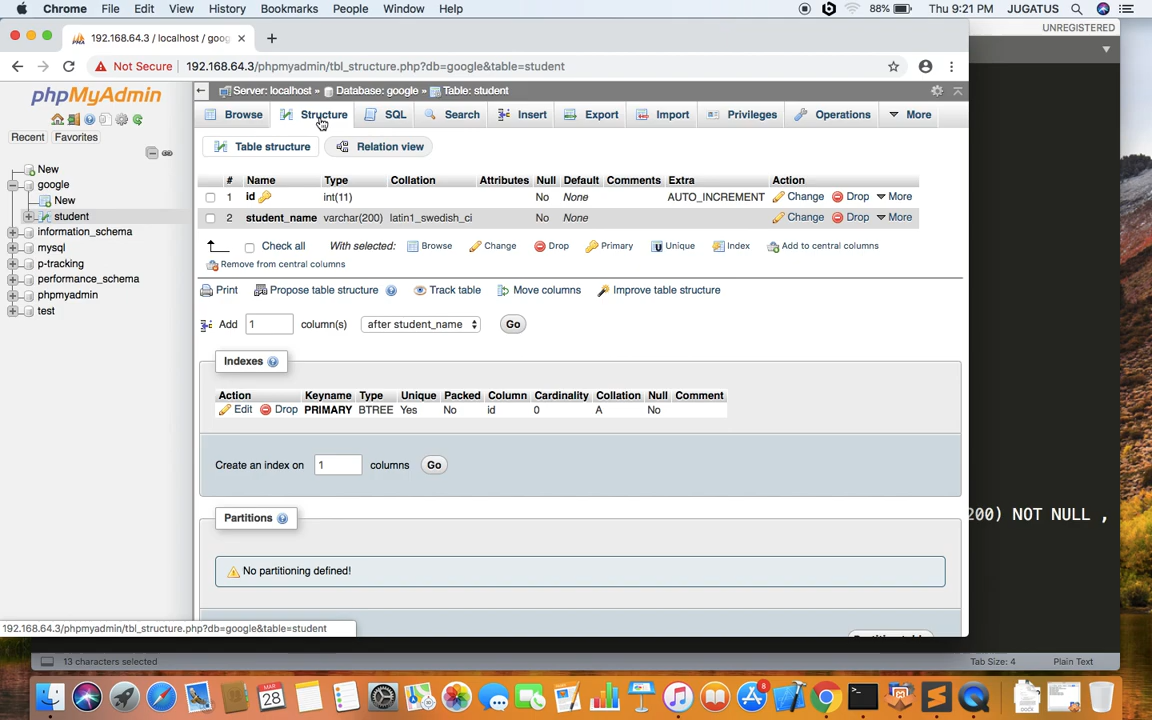 Chrome File Edit View History Bookmarks People Window Help 88% Thu 9:21 PM JUGATUS
192.168.64.3 / localhost / goog
UNREGISTERED
Not Secure 192.168.64.3/phpmyadmin/tbl_structure.php?db=google&table=student
phpMyAdmin
Recent Favorites
New
google
New
student
information_schema
mysql
p-tracking
performance_schema
phpmyadmin
test
Server: localhost » Database: google » Table: student
Browse Structure SQL Search Insert Export Import Privileges Operations More
Table structure Relation view
# Name Type Collation Attributes Null Default Comments Extra Action
1 id int(11) No None AUTO_INCREMENT Change Drop More
2 student_name varchar(200) latin1_swedish_ci No None Change Drop More
Check all With selected: Browse Change Drop Primary Unique Index Add to central columns
Remove from central columns
Print Propose table structure Track table Move columns Improve table structure
Add 1 column(s) after student_name Go
Indexes
Action Keyname Type Unique Packed Column Cardinality Collation Null Comment
Edit Drop PRIMARY BTREE Yes No id 0 A No
Create an index on 1 columns Go
200) NOT NULL ,
Partitions
No partitioning defined!
192.168.64.3/phpmyadmin/tbl_structure.php?db=google&table=student
13 characters selected Tab Size: 4 Plain Text
MAR
28
8